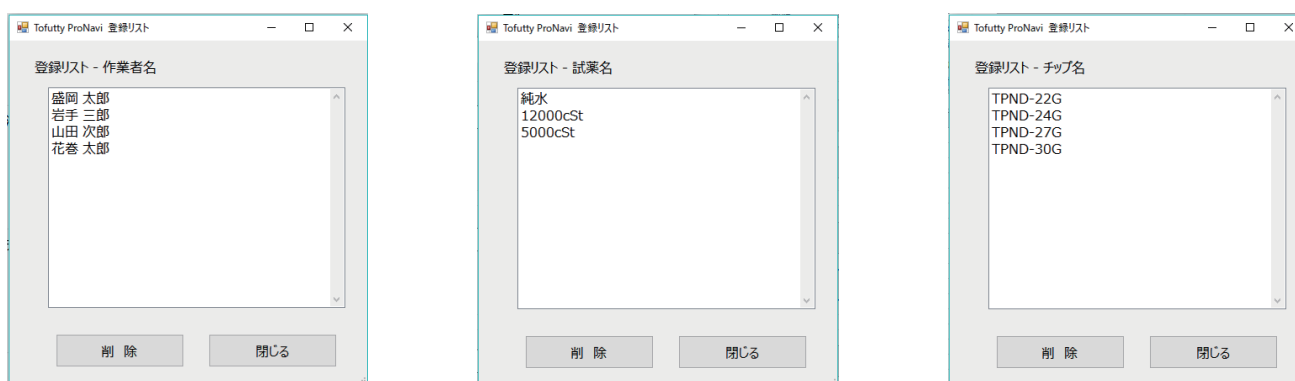 Tofutty ProNavi 登録リスト
登録リスト - 作業者名
盛岡 太郎
岩手 三郎
山田 次郎
花巻 太郎
削 除
閉じる
Tofutty ProNavi 登録リスト
登録リスト - 試薬名
純水
12000cSt
5000cSt
削 除
閉じる
Tofutty ProNavi 登録リスト
登録リスト - チップ名
TPND-22G
TPND-24G
TPND-27G
TPND-30G
削 除
閉じる